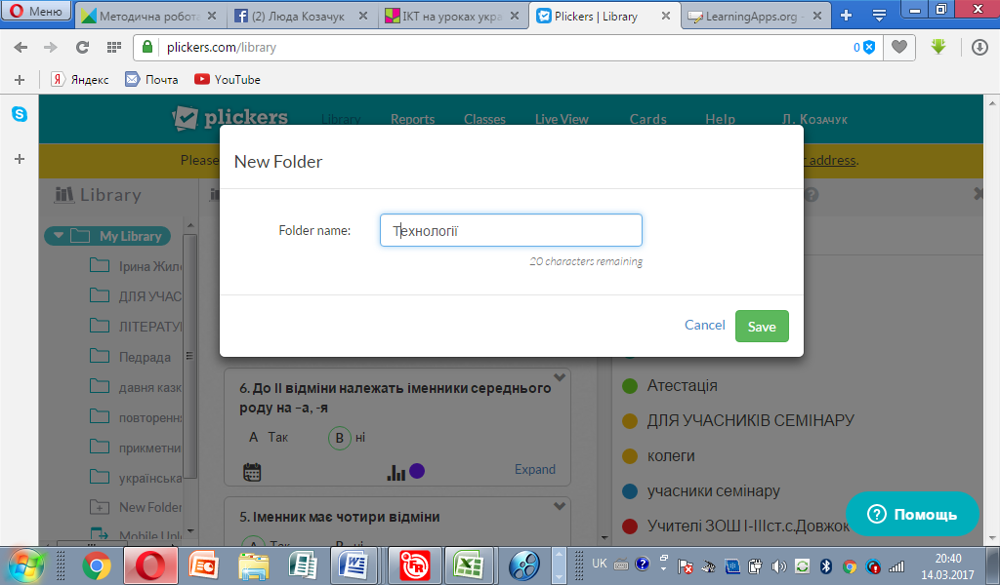 Меню
Методична робота
(2) Люда Козачук
ІКТ на уроках укра
Plickers | Library
LearningApps.org -
plickers.com/library
0
Яндекс
Почта
YouTube
plickers
Library
Reports
Classes
Live View
Cards
Help
Л. Козачук
Please
address.
New Folder
Folder name:
Технології
20 characters remaining
Cancel
Save
Library
My Library
Ірина Жил
ДЛЯ УЧАС
ЛІТЕРАТУ
Педрада
давня казк
повторенн
прикметни
українська
New Folder
Mobile Upl
6. До ІІ відміни належать іменники середнього
роду на –а, -я
A Так
B ні
Expand
5. Іменник має чотири відміни
A Так
B ні
Атестація
ДЛЯ УЧАСНИКІВ СЕМІНАРУ
колеги
учасники семінару
Учителі ЗОШ І-ІІІст.с.Довжок
Помощь
UK
20:40
14.03.2017